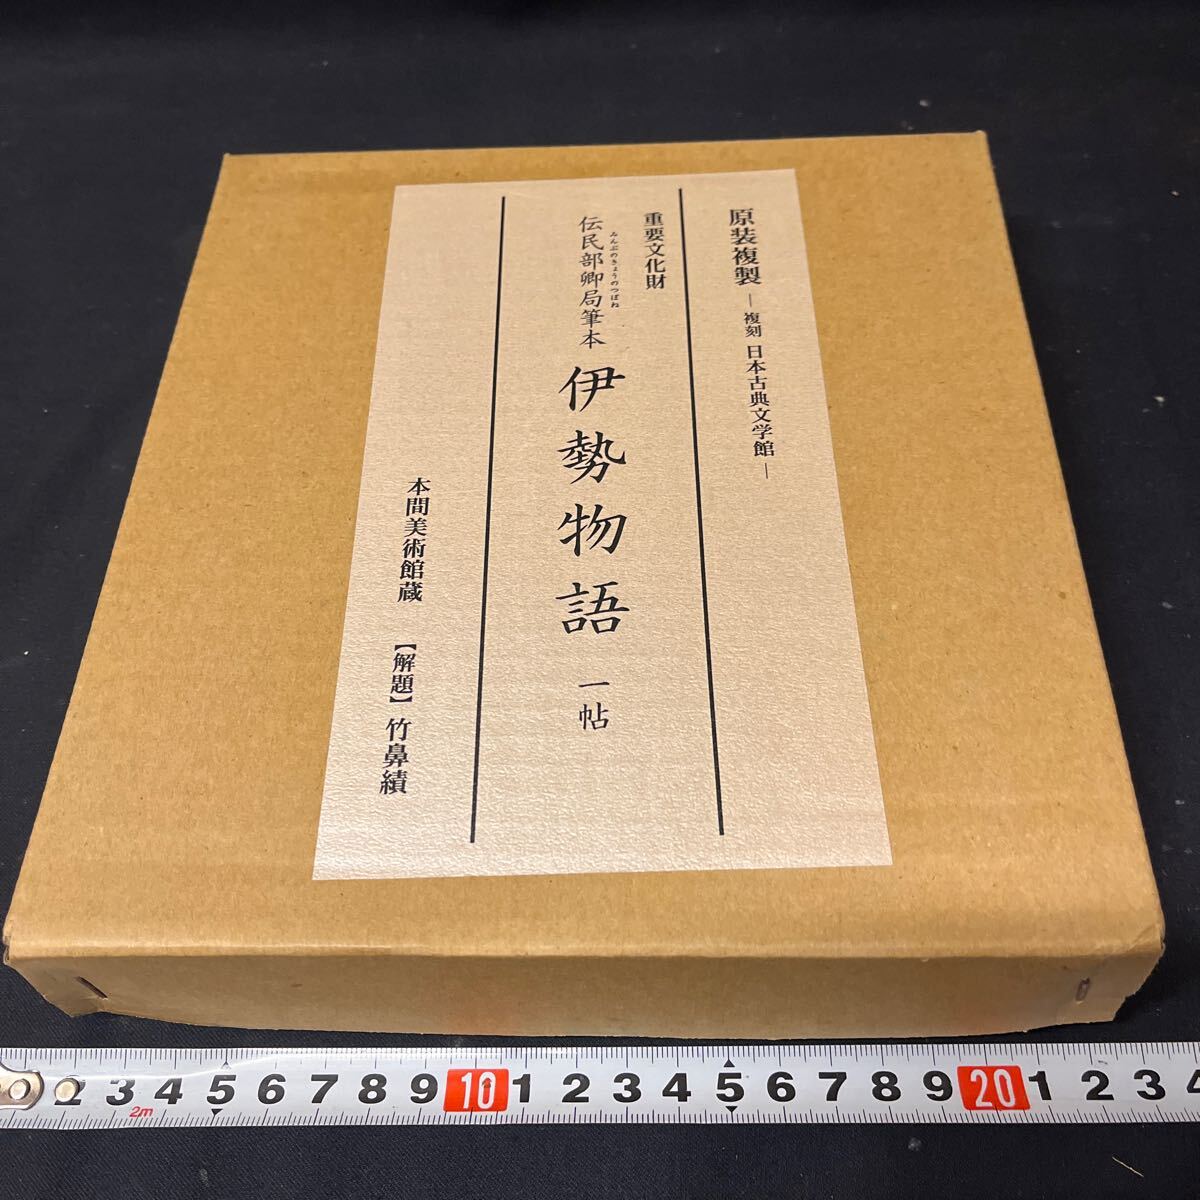 原装複製 ― 複刻 日本古典文学館 ―
重要文化財
みんぶのきょうのつぼね
伝民部卿局筆本 伊勢物語 一帖
本間美術館蔵 【解題】竹鼻績
2 3 4 5 6 7 8 9 10 1 2 3 4 5 6 7 8 9 20 1 2 3 4
2m